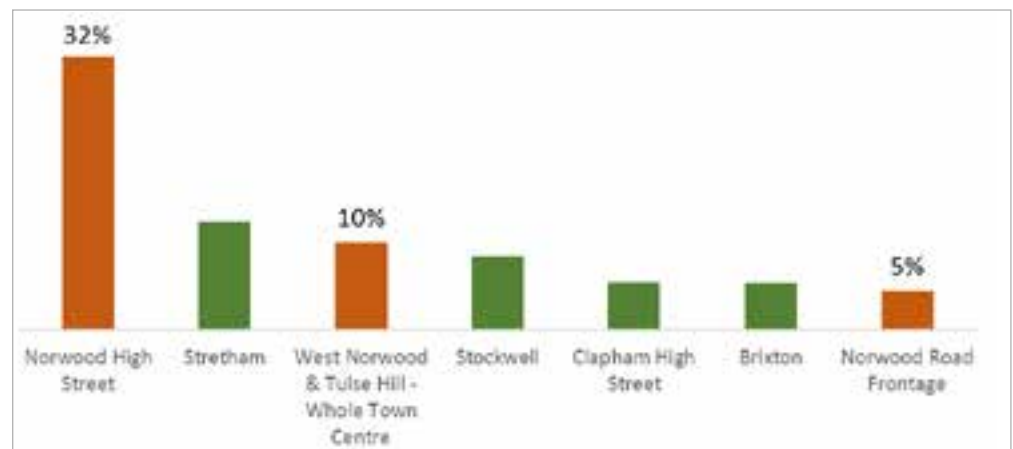 32%
10%
5%
Norwood High
Street
Stretham
West Norwood
& Tulse Hill -
Whole Town
Centre
Stockwell
Clapham High
Street
Brixton
Norwood Road
Frontage